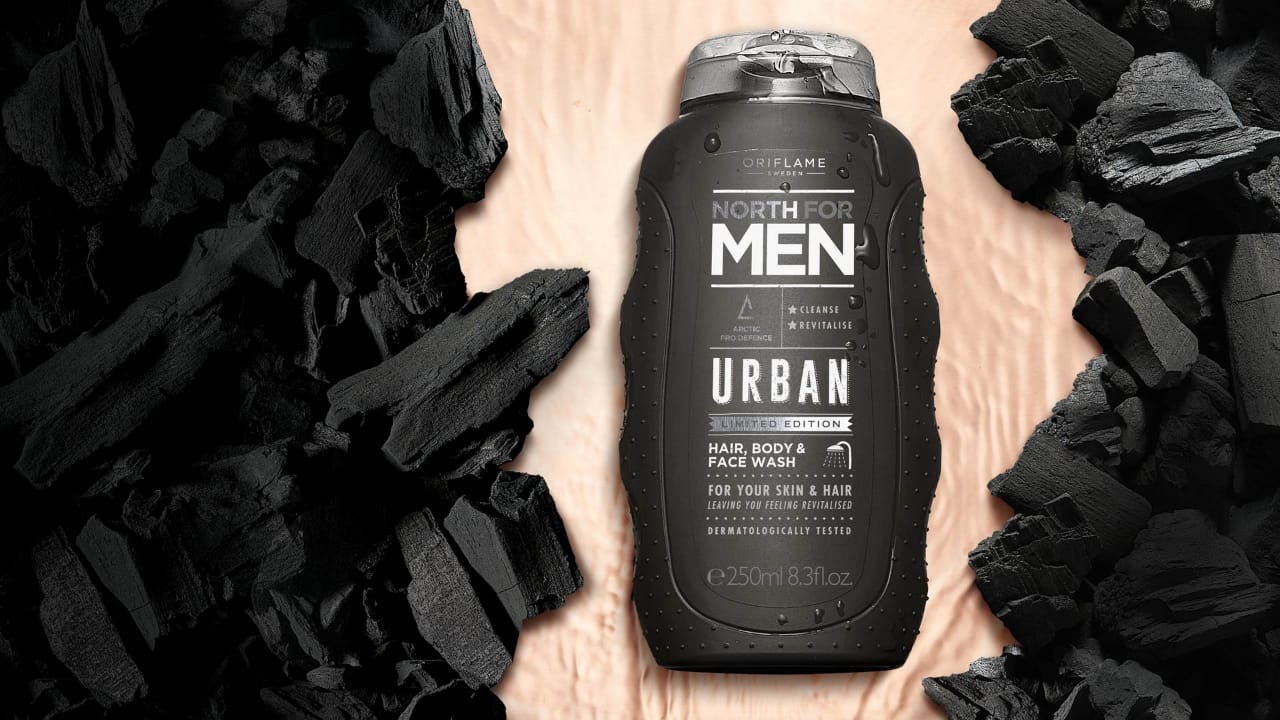 ORIFLAME
SWEDEN
NORTH FOR
MEN
ARCTIC
PRO DEFENCE
★ CLEANSE
★ REVITALISE
URBAN
LIMITED EDITION
HAIR, BODY &
FACE WASH
FOR YOUR SKIN & HAIR
LEAVING YOU FEELING REVITALISED
DERMATOLOGICALLY TESTED
℮250ml 8.3fl.oz.